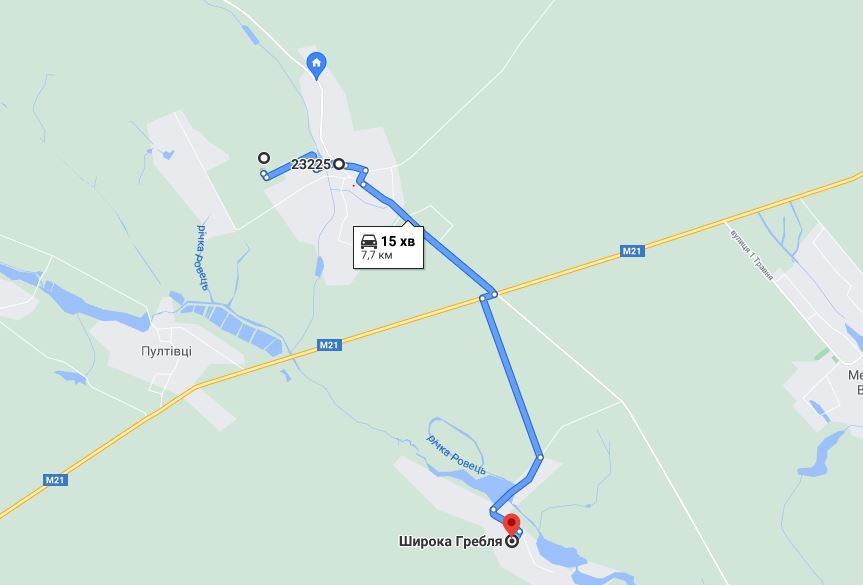 23225
15 хв
7,7 км
M21
вулиця 1 Травня
річка Ровець
M21
Пултівці
Ме
В
річка Ровець
M21
Широка Гребля